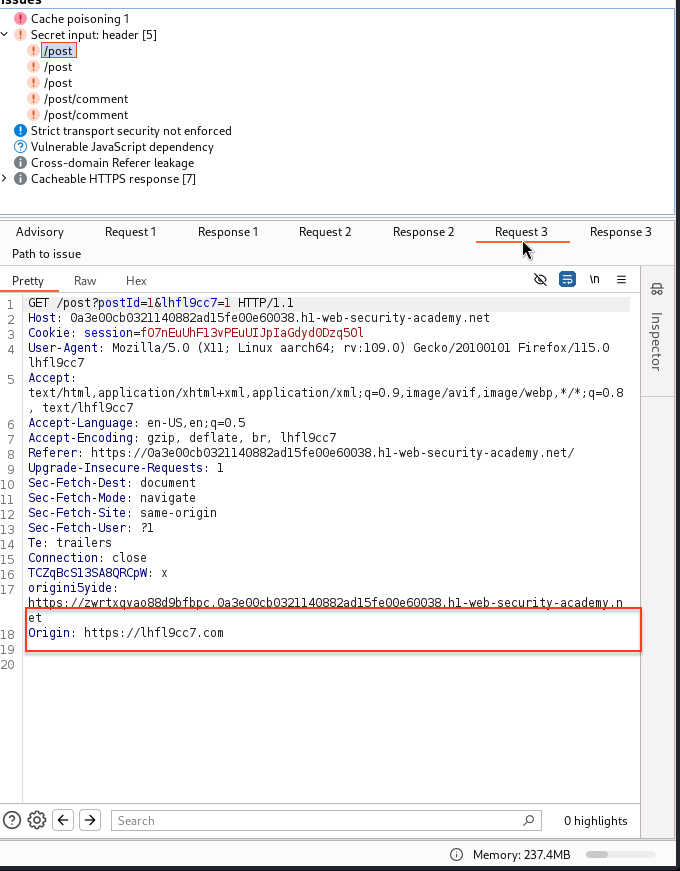 Issues
Cache poisoning 1
Secret input: header [5]
/post
/post
/post
/post/comment
/post/comment
Strict transport security not enforced
Vulnerable JavaScript dependency
Cross-domain Referer leakage
Cacheable HTTPS response [7]
Advisory Request 1 Response 1 Request 2 Response 2 Request 3 Response 3
Path to issue
Pretty Raw Hex \n
1 GET /post?postId=1&lhfl9cc7=1 HTTP/1.1
2 Host: 0a3e00cb0321140882ad15fe00e60038.h1-web-security-academy.net
3 Cookie: session=fO7nEuUhFl3vPEuUIJpIaGdyd0Dzq5Ol
4 User-Agent: Mozilla/5.0 (X11; Linux aarch64; rv:109.0) Gecko/20100101 Firefox/115.0
lhfl9cc7
5 Accept:
text/html,application/xhtml+xml,application/xml;q=0.9,image/avif,image/webp,*/*;q=0.8
, text/lhfl9cc7
6 Accept-Language: en-US,en;q=0.5
7 Accept-Encoding: gzip, deflate, br, lhfl9cc7
8 Referer: https://0a3e00cb0321140882ad15fe00e60038.h1-web-security-academy.net/
9 Upgrade-Insecure-Requests: 1
10 Sec-Fetch-Dest: document
11 Sec-Fetch-Mode: navigate
12 Sec-Fetch-Site: same-origin
13 Sec-Fetch-User: ?1
14 Te: trailers
15 Connection: close
16 TCZqBcSl3SA8QRCpW: x
17 origini5yide:
https://zwrtxqvao88d9bfbpc.0a3e00cb0321140882ad15fe00e60038.h1-web-security-academy.n
et
18 Origin: https://lhfl9cc7.com
19
20
Inspector
Search
0 highlights
Memory: 237.4MB